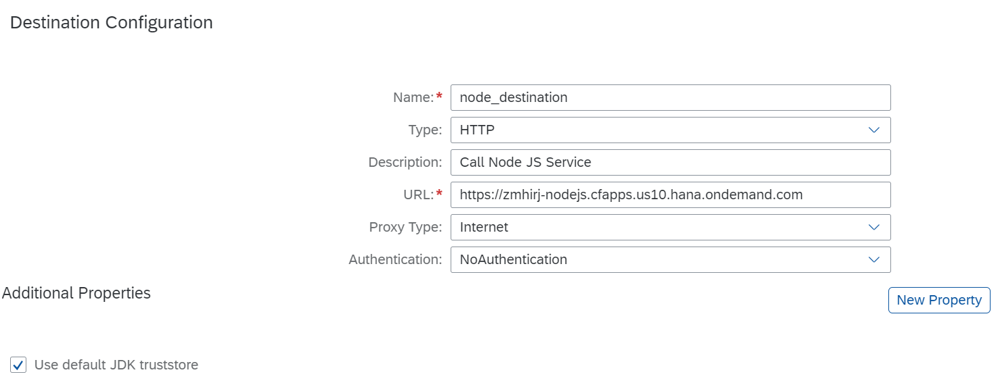 Destination Configuration
Name:* node_destination
Type: HTTP
Description: Call Node JS Service
URL:* https://zmhirj-nodejs.cfapps.us10.hana.ondemand.com
Proxy Type: Internet
Authentication: NoAuthentication
Additional Properties
New Property
Use default JDK truststore